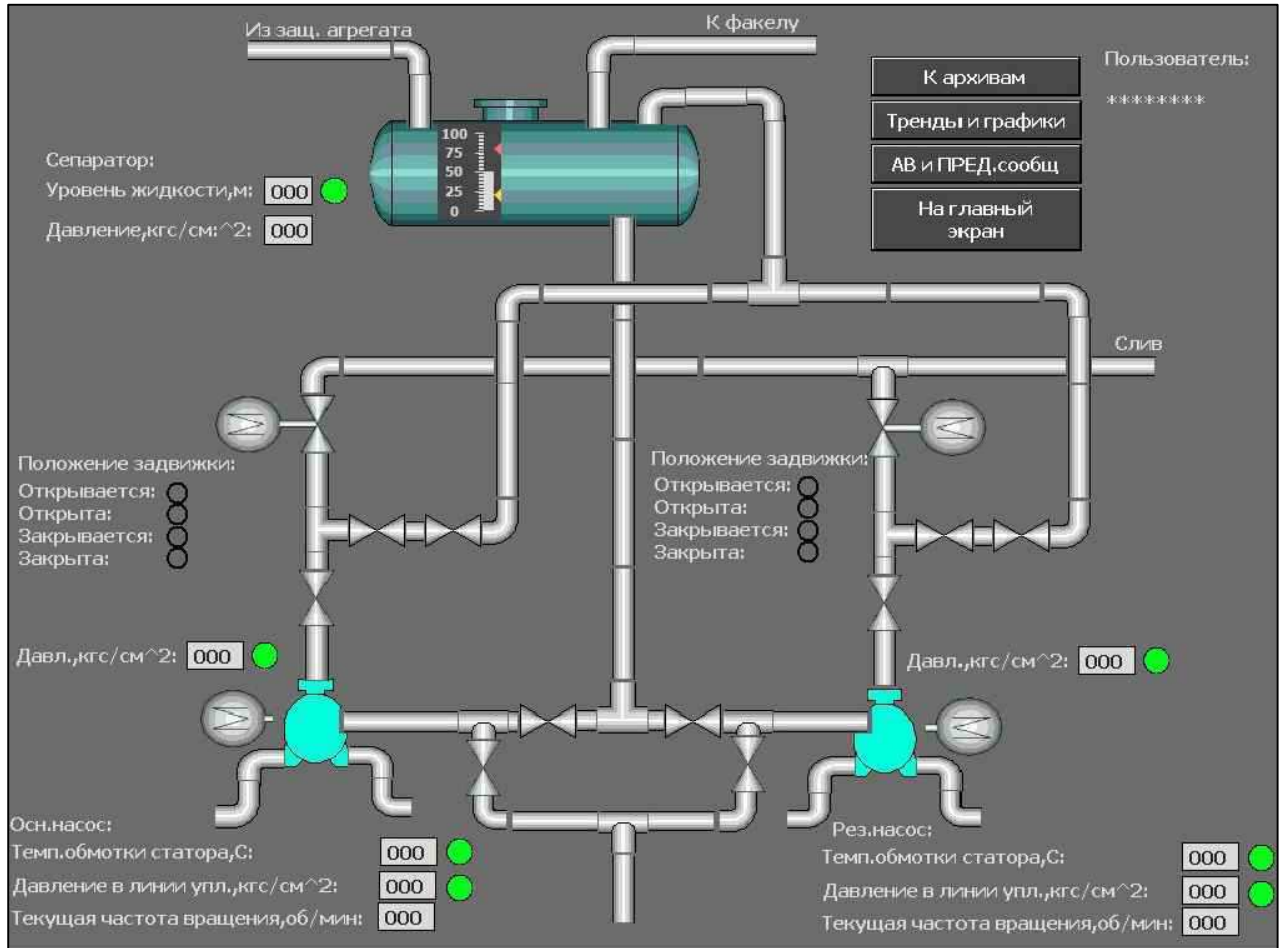 Из защ. агрегата
К факелу
Пользователь:
*********
К архивам
Тренды и графики
АВ и ПРЕД.сообщ
На главный
экран
100
75
50
25
0
Сепаратор:
Уровень жидкости,м: 000
Давление,кгс/см:^2: 000
Слив
Положение задвижки:
Открывается:
Открыта:
Закрывается:
Закрыта:
Положение задвижки:
Открывается:
Открыта:
Закрывается:
Закрыта:
Давл.,кгс/см^2: 000
Давл.,кгс/см^2: 000
Осн.насос:
Темп.обмотки статора,С: 000
Давление в линии упл.,кгс/см^2: 000
Текущая частота вращения,об/мин: 000
Рез.насос:
Темп.обмотки статора,С: 000
Давление в линии упл.,кгс/см^2: 000
Текущая частота вращения,об/мин: 000